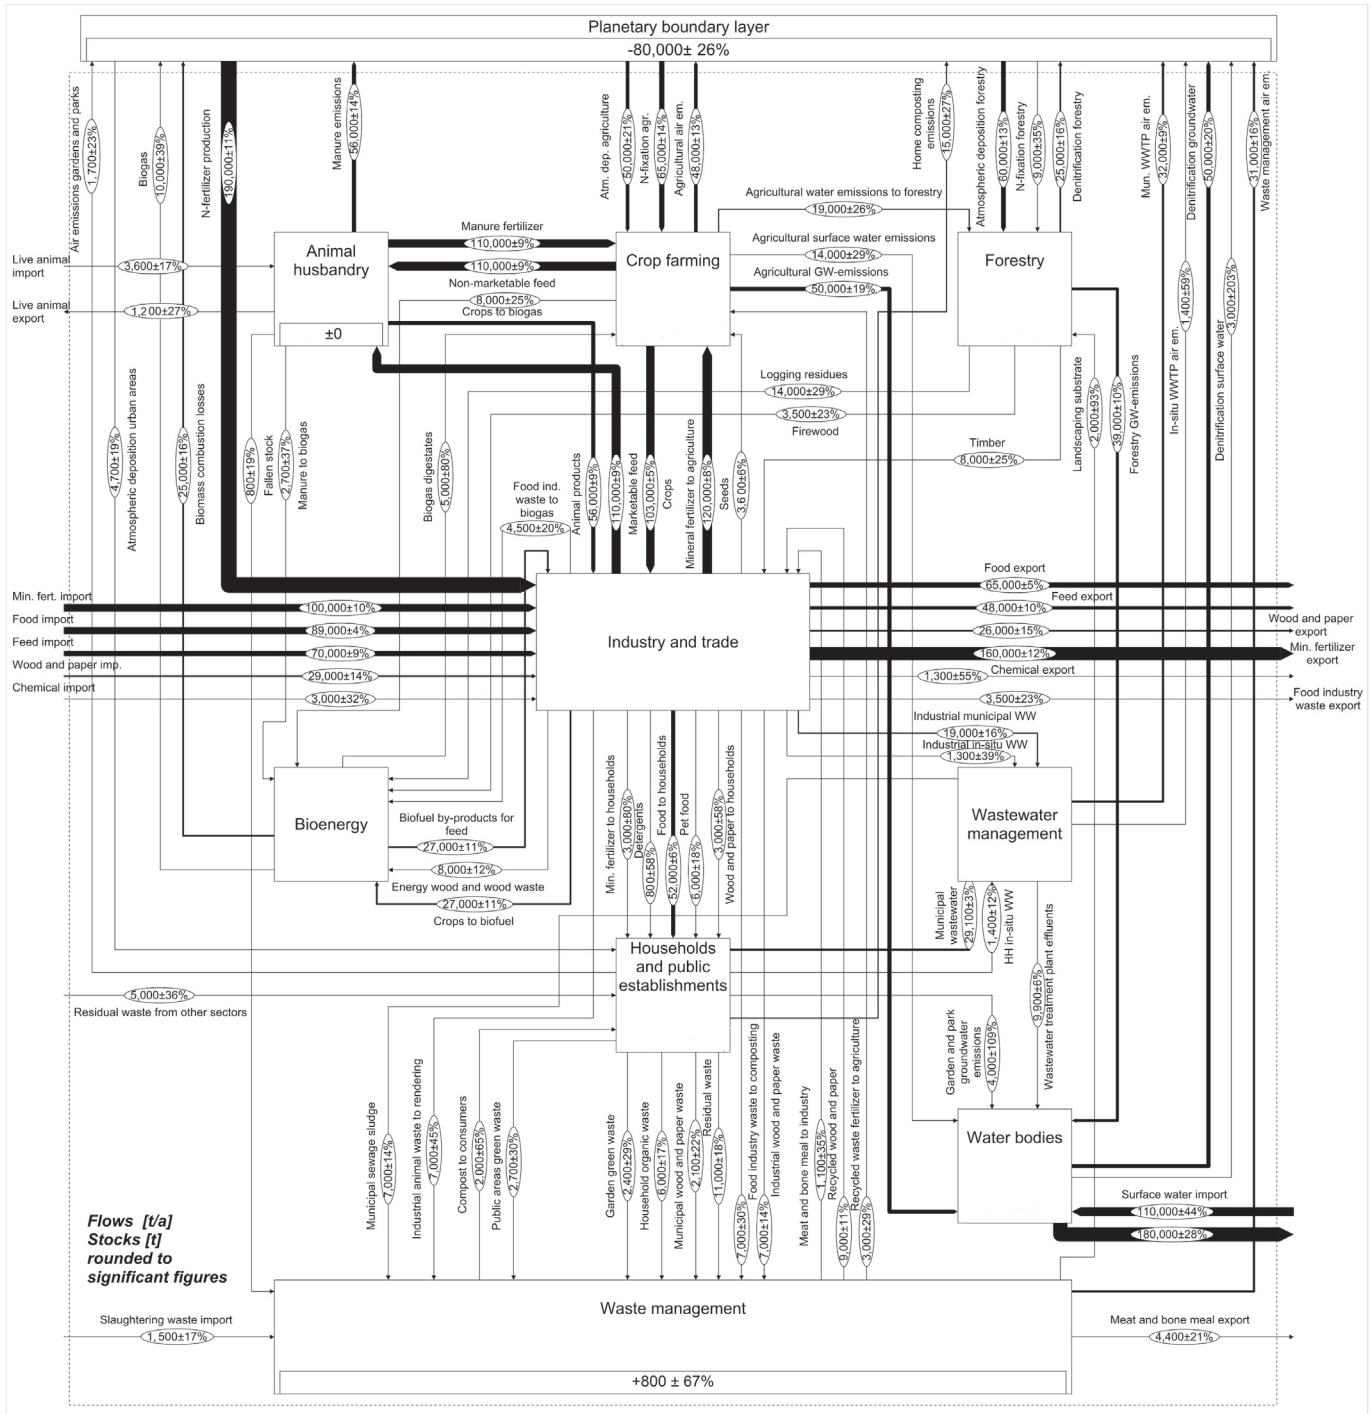 Planetary boundary layer
-80,000± 26%
Air emissions gardens and parks
1,700±23%
Biogas
10,000±39%
N-fertilizer production
190,000±11%
Manure emissions
56,000±14%
Atm. dep. agriculture
50,000±21%
N-fixation agr.
65,000±14%
Agricultural air em.
48,000±13%
Home composting
emissions
15,000±27%
Atmospheric deposition forestry
60,000±13%
N-fixation forestry
9,000±35%
25,000±16%
Denitrification forestry
Mun. WWTP air em.
32,000±9%
Denitrification groundwater
50,000±20%
31,000±16%
Waste management air em.
Agricultural water emissions to forestry
19,000±26%
Manure fertilizer
110,000±9%
Agricultural surface water emissions
14,000±29%
Animal
husbandry
Crop farming
Forestry
Live animal
import
3,600±17%
110,000±9%
Non-marketable feed
Agricultural GW-emissions
50,000±19%
Live animal
export
1,200±27%
8,000±25%
Crops to biogas
±0
In-situ WWTP air em.
1,400±59%
Denitrification surface water
3,000±203%
4,700±19%
Atmospheric deposition urban areas
25,000±16%
Biomass combustion losses
800±19%
Fallen stock
2,700±37%
Manure to biogas
Biogas digestates
5,000±80%
Logging residues
14,000±29%
3,500±23%
Firewood
Landscaping substrate
2,000±93%
39,000±10%
Forestry GW-emissions
Timber
8,000±25%
Food ind.
waste to
biogas
4,500±20%
Animal products
56,000±9%
110,000±9%
Marketable feed
103,000±5%
Crops
Mineral fertilizer to agriculture
120,000±8%
Seeds
3,600±6%
Min. fert. import
100,000±10%
Food import
89,000±4%
Feed import
70,000±9%
Wood and paper imp.
29,000±14%
Chemical import
3,000±32%
Industry and trade
Food export
65,000±5%
Feed export
48,000±10%
26,000±15%
Wood and paper
export
160,000±12%
Min. fertilizer
export
Chemical export
1,300±55%
3,500±23%
Food industry
waste export
Industrial municipal WW
19,000±16%
Industrial in-situ WW
1,300±39%
Bioenergy
Biofuel by-products for
feed
27,000±11%
8,000±12%
Energy wood and wood waste
27,000±11%
Crops to biofuel
Min. fertilizer to households
3,000±80%
Detergents
800±58%
Food to households
52,000±6%
Pet food
6,000±18%
3,000±58%
Wood and paper to households
Wastewater
management
Municipal
wastewater
29,100±3%
1,400±12%
HH in-situ WW
9,900±6%
Wastewater treatment plant effluents
Households
and public
establishments
5,000±36%
Residual waste from other sectors
Garden and park
groundwater
emissions
4,000±109%
Municipal sewage sludge
7,000±14%
Industrial animal waste to rendering
7,000±45%
Compost to consumers
2,000±65%
Public areas green waste
2,700±30%
Garden green waste
2,400±29%
Household organic waste
6,000±17%
Municipal wood and paper waste
2,100±22%
Residual waste
11,000±18%
7,000±30%
Food industry waste to composting
7,000±14%
Industrial wood and paper waste
Meat and bone meal to industry
1,100±35%
Recycled wood and paper
9,000±11%
Recycled waste fertilizer to agriculture
3,000±29%
Water bodies
Surface water import
110,000±44%
180,000±28%
Flows [t/a]
Stocks [t]
rounded to
significant figures
Waste management
Slaughtering waste import
1,500±17%
Meat and bone meal export
4,400±21%
+800 ± 67%